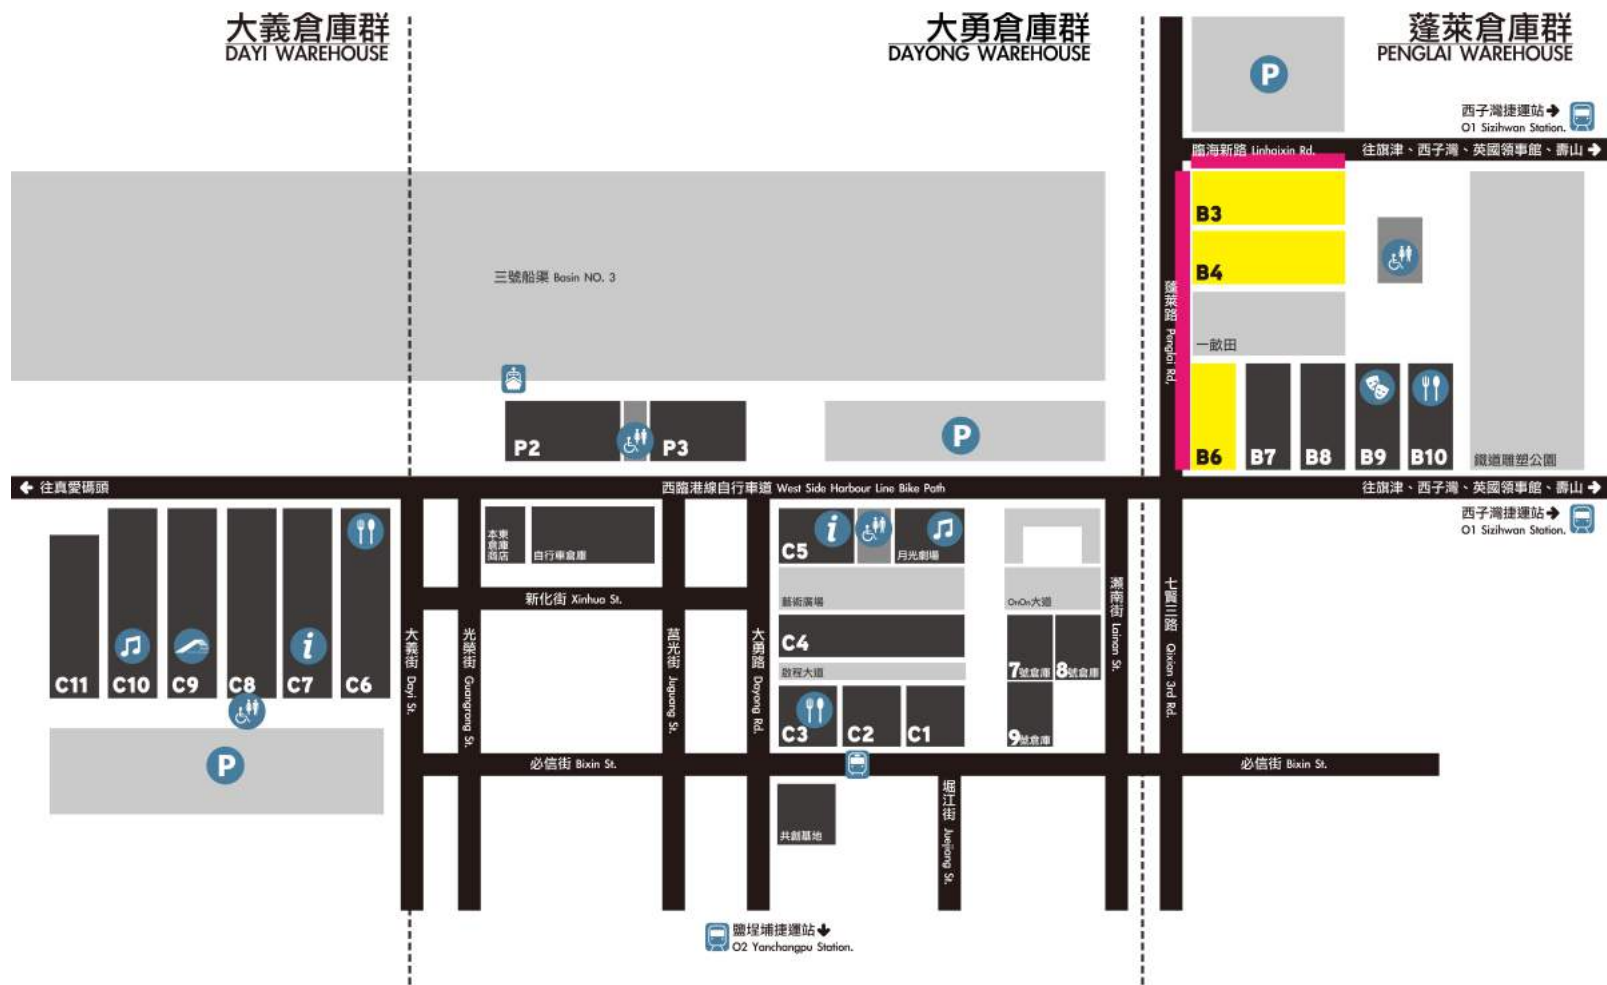 大義倉庫群
DAYI WAREHOUSE
大勇倉庫群
DAYONG WAREHOUSE
蓬萊倉庫群
PENGLAI WAREHOUSE
P
西子灣捷運站→
O1 Sizihwan Station.
臨海新路 Linhaixin Rd.
往旗津、西子灣、英國領事館、壽山→
B3
B4
三號船渠 Basin NO. 3
蓬萊路 Penglai Rd,
一畝田
P2
P3
P
B6
B7
B8
B9
B10
鐵道雕塑公園
←往真愛碼頭
西臨港線自行車道 West Side Harbour Line Bike Path
往旗津、西子灣、英國領事館、壽山→
西子灣捷運站→
O1 Sizihwan Station.
本東倉庫商店
自行車倉庫
C5
i
月光劇場
新化街 Xinhua St.
藝術廣場
OnOn大道
C11
C10
C9
C8
C7
i
C6
大義街 Dayi St.
光榮街 Guangrong St.
莒光街 Juguang St.
大勇路 Dayong Rd.
C4
啟程大道
7號倉庫
8號倉庫
瀨南街 Lainan St.
七賢三路 Qixian 3rd Rd.
C3
C2
C1
9號倉庫
P
必信街 Bixin St.
必信街 Bixin St.
共創基地
堀江街 Juejiang St.
鹽埕埔捷運站↓
O2 Yanchangpu Station.